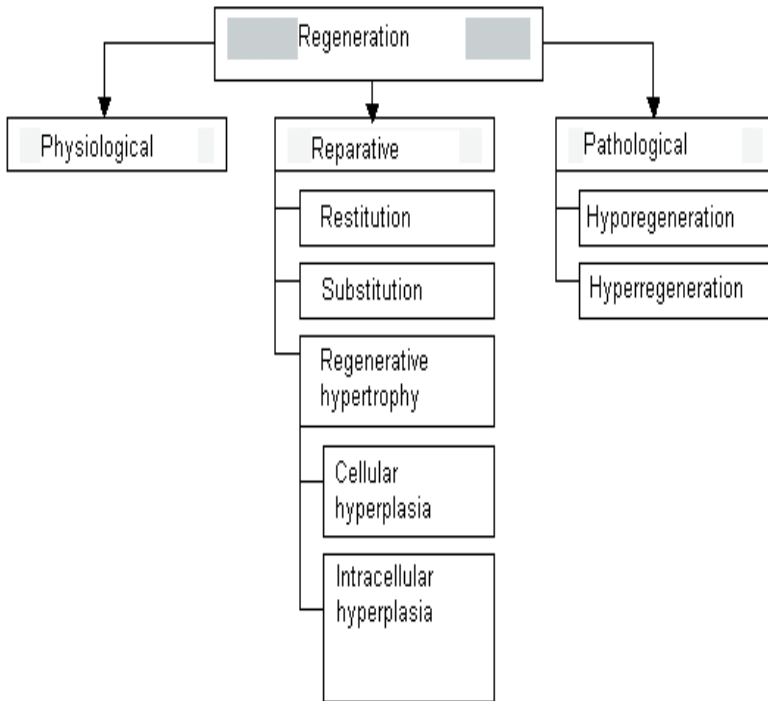 Regeneration
Physiological
Reparative
Pathological
Restitution
Hyporegeneration
Substitution
Hyperregeneration
Regenerative
hypertrophy
Cellular
hyperplasia
Intracellular
hyperplasia